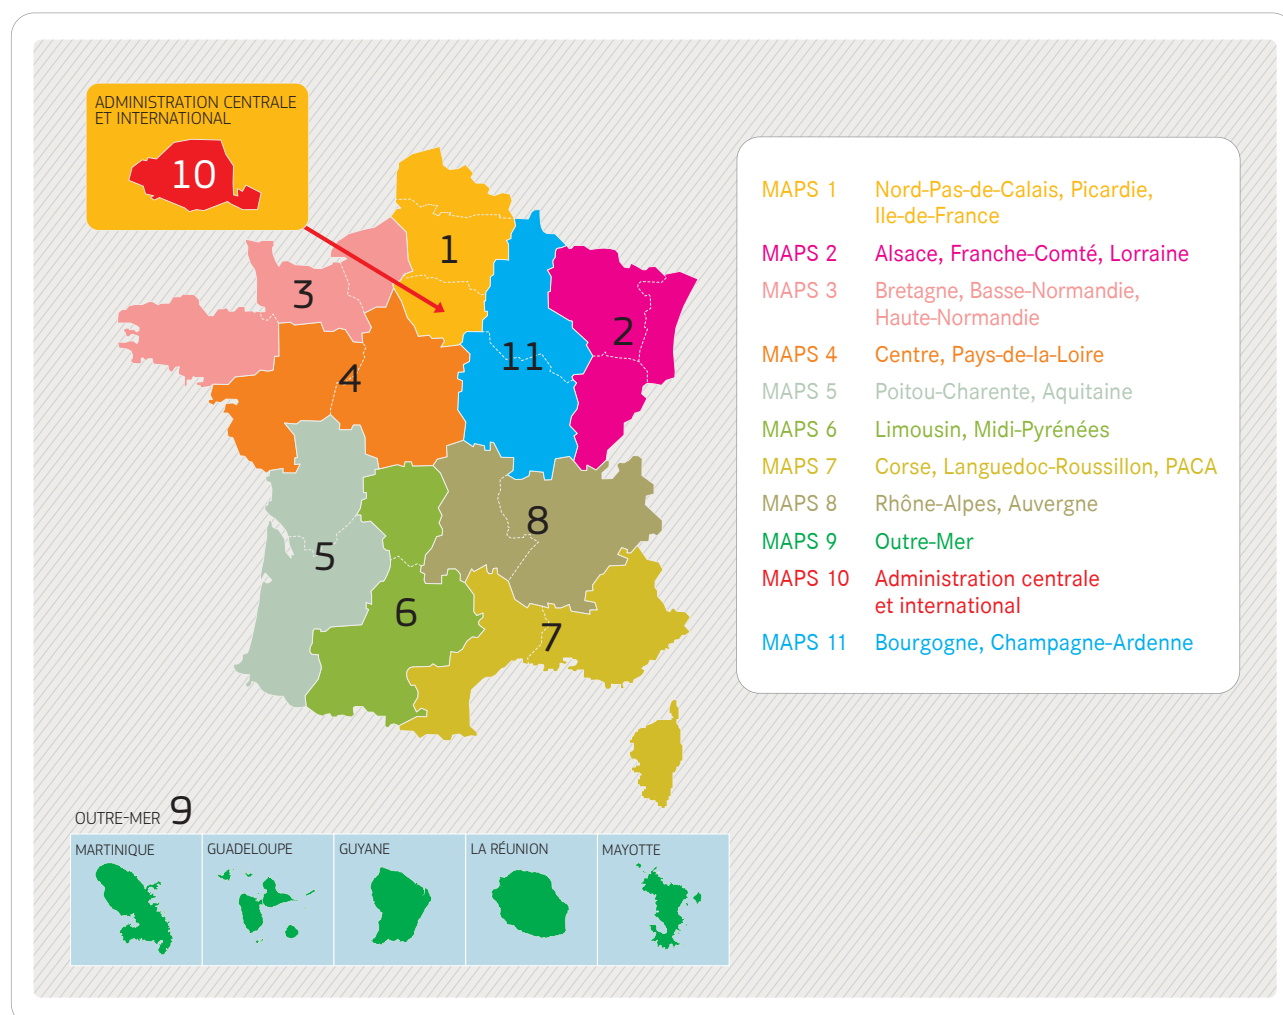 ADMINISTRATION CENTRALE
ET INTERNATIONAL
10
1
3
2
11
4
8
5
6
7
MAPS 1 Nord-Pas-de-Calais, Picardie,
Ile-de-France
MAPS 2 Alsace, Franche-Comté, Lorraine
MAPS 3 Bretagne, Basse-Normandie,
Haute-Normandie
MAPS 4 Centre, Pays-de-la-Loire
MAPS 5 Poitou-Charente, Aquitaine
MAPS 6 Limousin, Midi-Pyrénées
MAPS 7 Corse, Languedoc-Roussillon, PACA
MAPS 8 Rhône-Alpes, Auvergne
MAPS 9 Outre-Mer
MAPS 10 Administration centrale
et international
MAPS 11 Bourgogne, Champagne-Ardenne
OUTRE-MER 9
MARTINIQUE
GUADELOUPE
GUYANE
LA RÉUNION
MAYOTTE